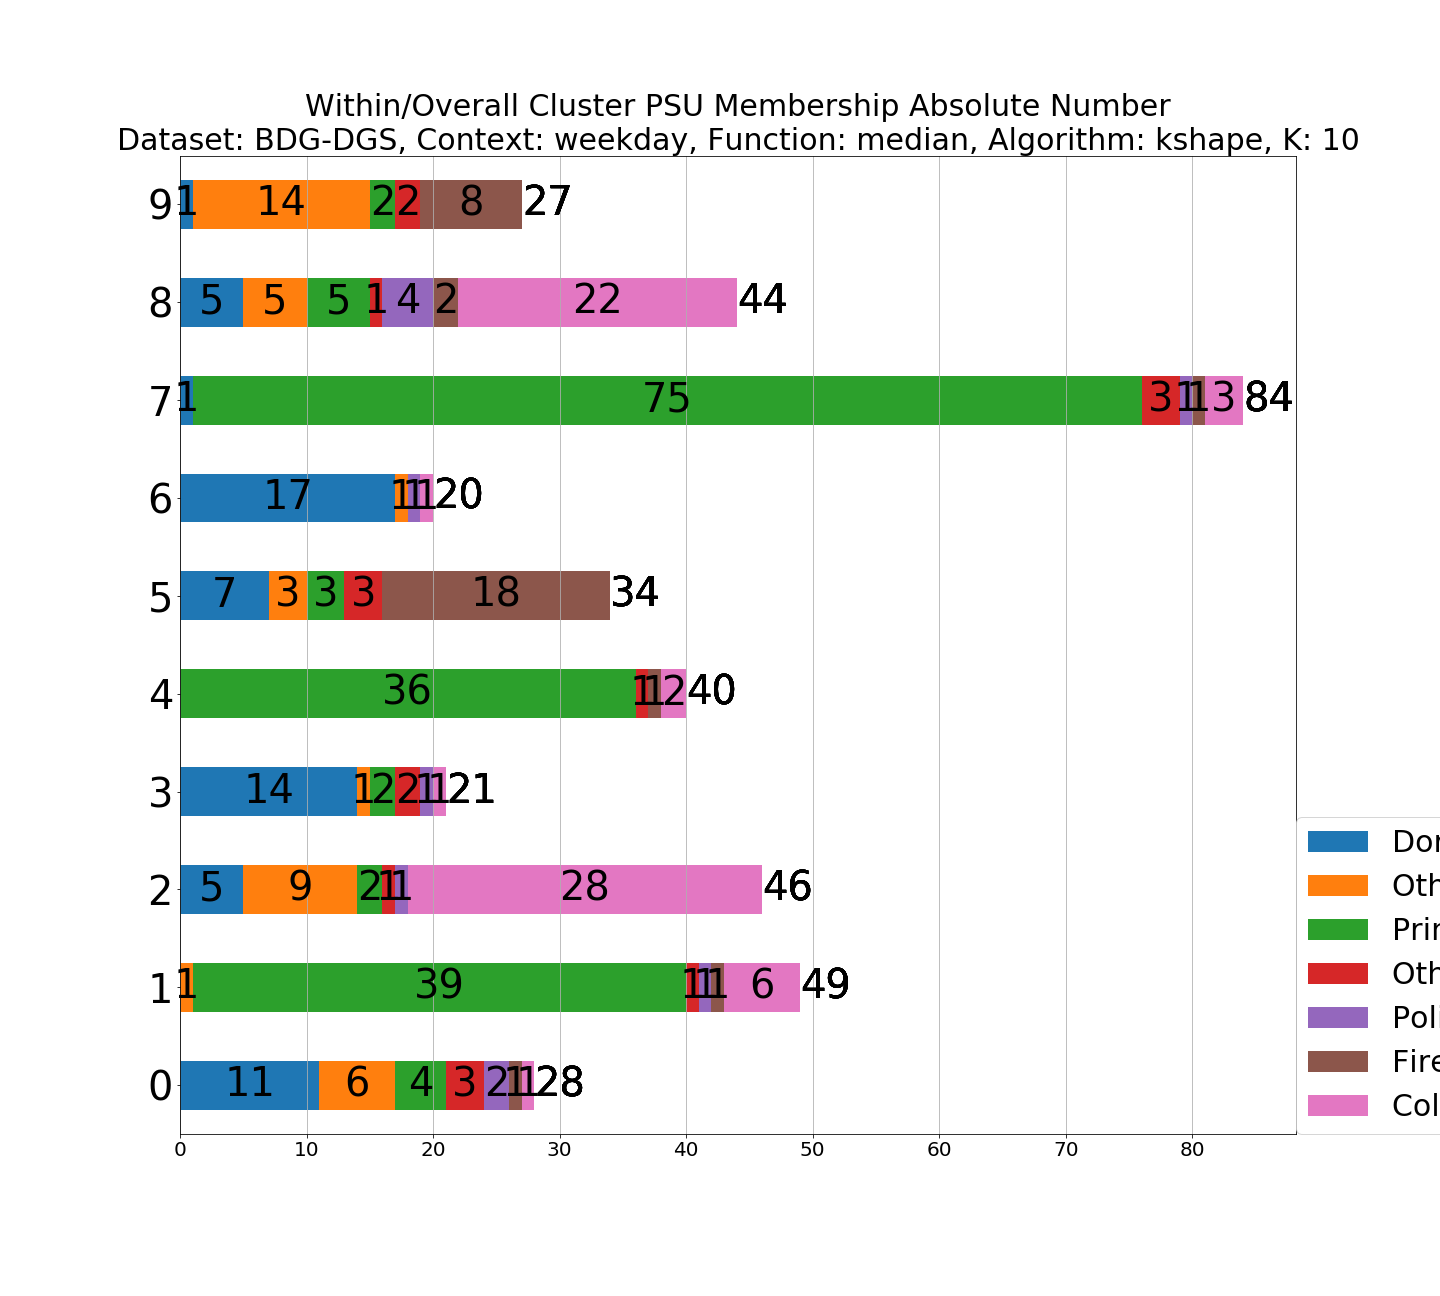 Within/Overall Cluster PSU Membership Absolute Number
Dataset: BDG-DGS, Context: weekday, Function: median, Algorithm: kshape, K: 10
9 1 14 2 2 8 27
8 5 5 5 1 4 2 22 44
7 1 75 3 1 1 3 84
6 17 1 1 1 20
5 7 3 3 3 18 34
4 36 1 1 2 40
3 14 1 2 2 1 1 21
2 5 9 2 1 1 28 46
1 1 39 1 1 1 6 49
0 11 6 4 3 2 1 1 28
0 10 20 30 40 50 60 70 80
Oth
Oth
Poli
Fire
Col